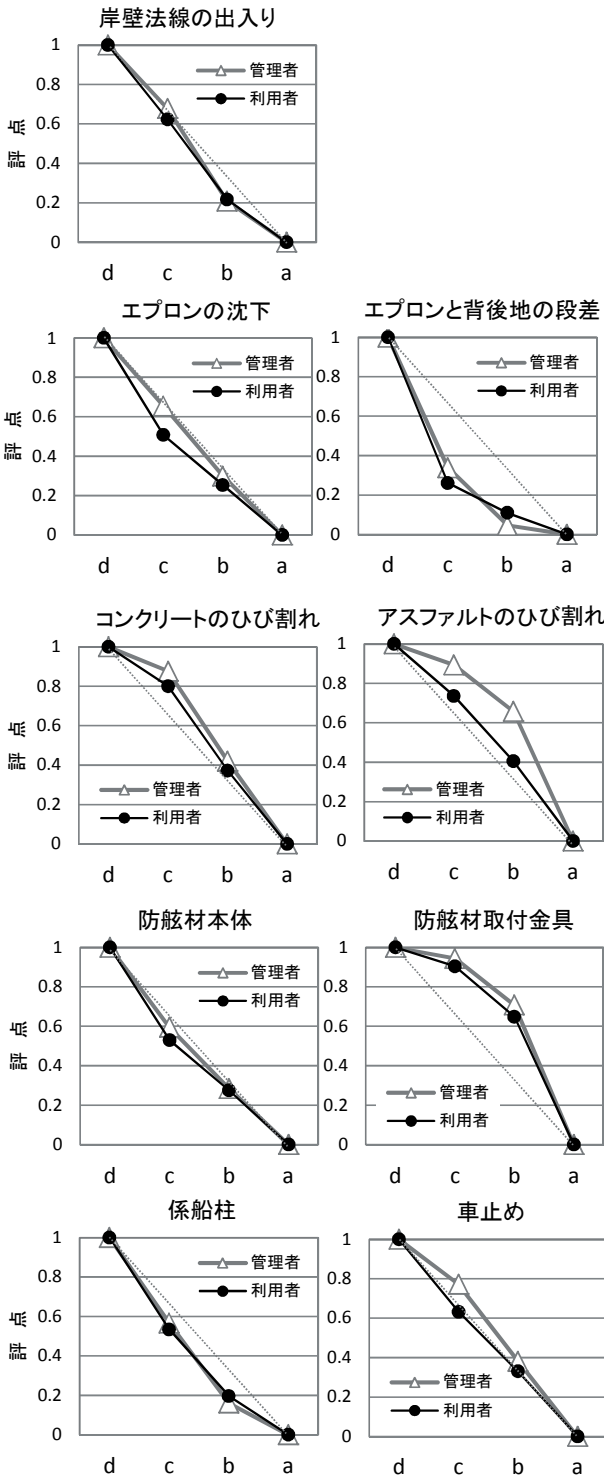 岸壁法線の出入り
1
0.8
0.6
0.4
0.2
0
評 点
管理者
利用者
d c b a
エプロンの沈下
1
0.8
0.6
0.4
0.2
0
評 点
管理者
利用者
d c b a
エプロンと背後地の段差
1
0.8
0.6
0.4
0.2
0
管理者
利用者
d c b a
コンクリートのひび割れ
1
0.8
0.6
0.4
0.2
0
評 点
管理者
利用者
d c b a
アスファルトのひび割れ
1
0.8
0.6
0.4
0.2
0
管理者
利用者
d c b a
防舷材本体
1
0.8
0.6
0.4
0.2
0
評 点
管理者
利用者
d c b a
防舷材取付金具
1
0.8
0.6
0.4
0.2
0
管理者
利用者
d c b a
係船柱
1
0.8
0.6
0.4
0.2
0
評 点
管理者
利用者
d c b a
車止め
1
0.8
0.6
0.4
0.2
0
管理者
利用者
d c b a